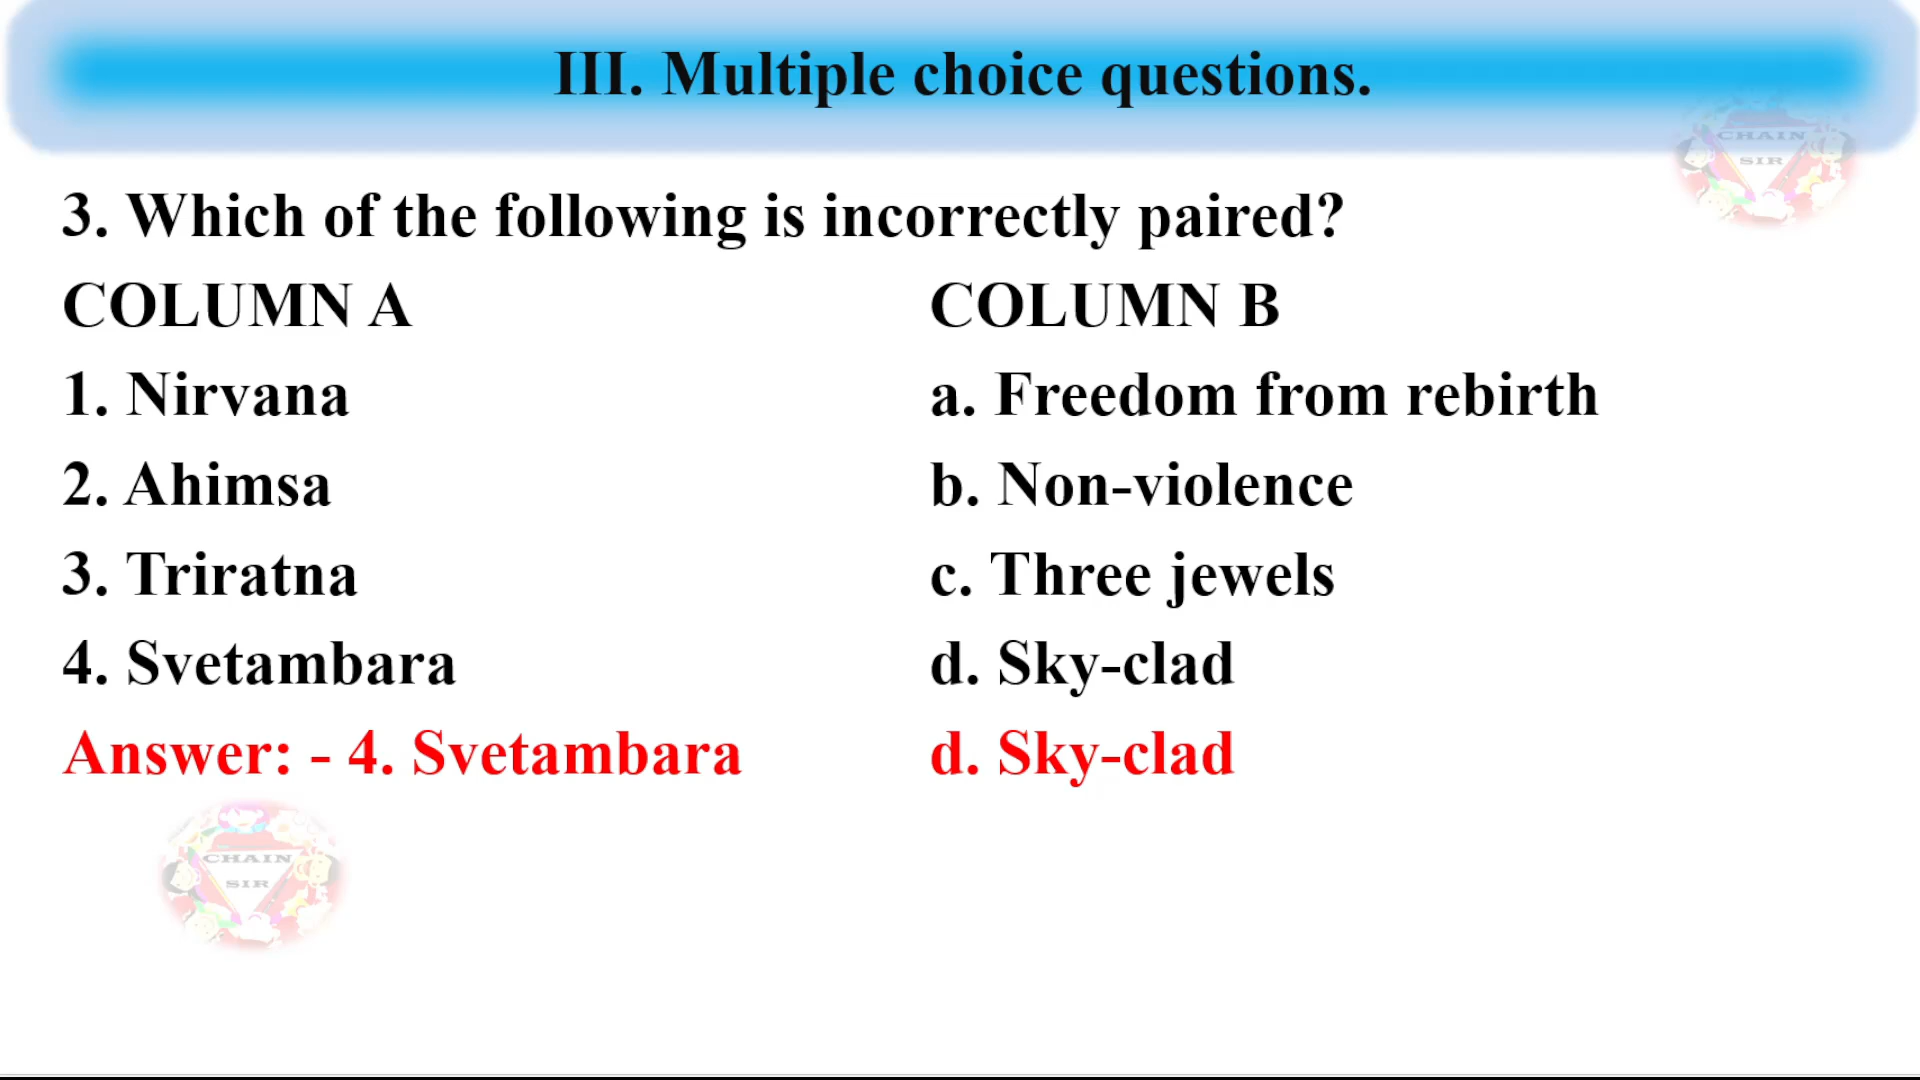 III. Multiple choice questions.
CHAIN
SIR
3. Which of the following is incorrectly paired?
COLUMN A COLUMN B
1. Nirvana a. Freedom from rebirth
2. Ahimsa b. Non-violence
3. Triratna c. Three jewels
4. Svetambara d. Sky-clad
Answer: - 4. Svetambara d. Sky-clad
CHAIN
SIR